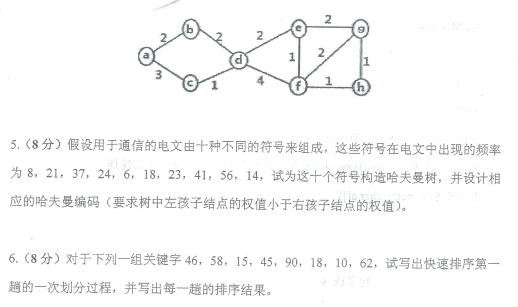 2
b
2
e
2
g
a
2
1
2
1
d
3
c
1
4
f
1
h
5.（8 分）假设用于通信的电文由十种不同的符号来组成，这些符号在电文中出现的频率
为 8，21，37，24，6，18，23，41，56，14，试为这十个符号构造哈夫曼树，并设计相
应的哈夫曼编码（要求树中左孩子结点的权值小于右孩子结点的权值）。
6.（8 分）对于下列一组关键字 46，58，15，45，90，18，10，62，试写出快速排序第一
趟的一次划分过程，并写出每一趟的排序结果。